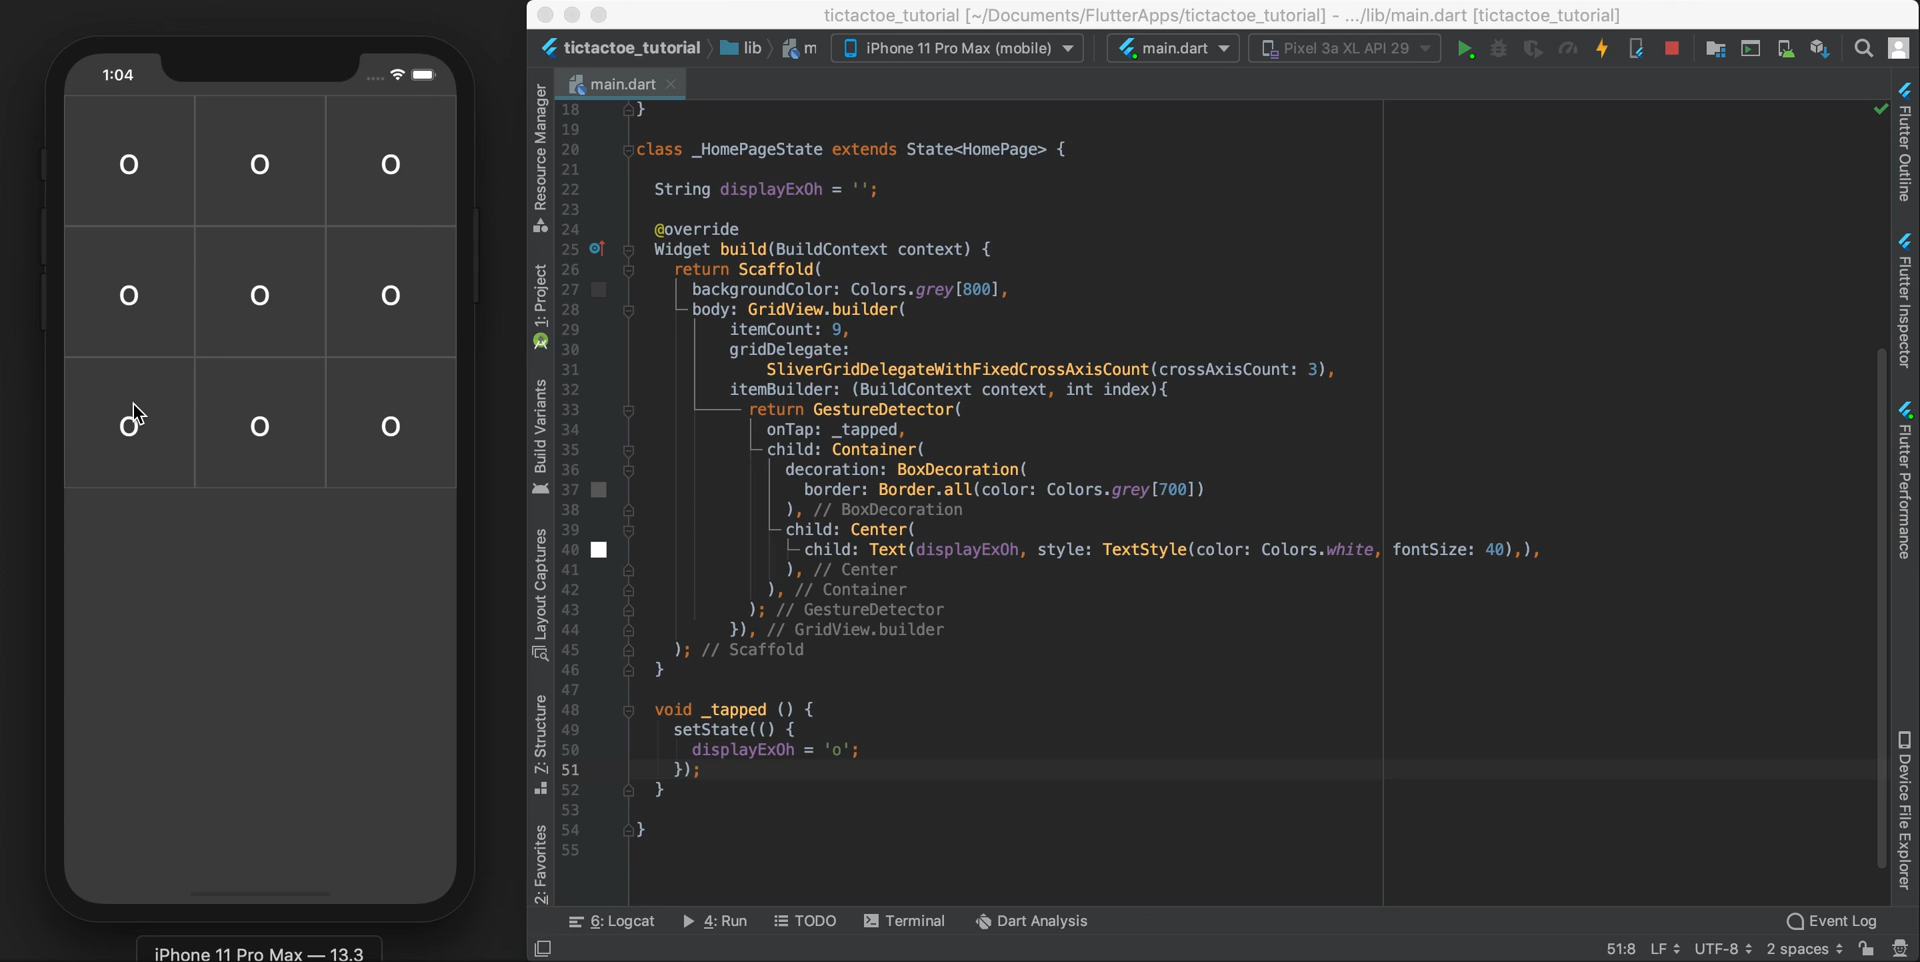 1:04
O O O
O O O
O O O
iPhone 11 Pro Max — 13.3
tictactoe_tutorial [~/Documents/FlutterApps/tictactoe_tutorial] - .../lib/main.dart [tictactoe_tutorial]
tictactoe_tutorial lib m iPhone 11 Pro Max (mobile) main.dart Pixel 3a XL API 29
main.dart
Resource Manager
1: Project
Build Variants
Layout Captures
Z: Structure
2: Favorites
18 }
19
20 class _HomePageState extends State<HomePage> {
21
22 String displayExOh = '';
23
24 @override
25 Widget build(BuildContext context) {
26 return Scaffold(
27 backgroundColor: Colors.grey[800],
28 body: GridView.builder(
29 itemCount: 9,
30 gridDelegate:
31 SliverGridDelegateWithFixedCrossAxisCount(crossAxisCount: 3),
32 itemBuilder: (BuildContext context, int index){
33 return GestureDetector(
34 onTap: _tapped,
35 child: Container(
36 decoration: BoxDecoration(
37 border: Border.all(color: Colors.grey[700])
38 ), // BoxDecoration
39 child: Center(
40 child: Text(displayExOh, style: TextStyle(color: Colors.white, fontSize: 40),),
41 ), // Center
42 ), // Container
43 ); // GestureDetector
44 }), // GridView.builder
45 ); // Scaffold
46 }
47
48 void _tapped () {
49 setState(() {
50 displayExOh = 'o';
51 });
52 }
53
54 }
55
Flutter Outline
Flutter Inspector
Flutter Performance
Device File Explorer
6: Logcat 4: Run TODO Terminal Dart Analysis Event Log
51:8 LF UTF-8 2 spaces